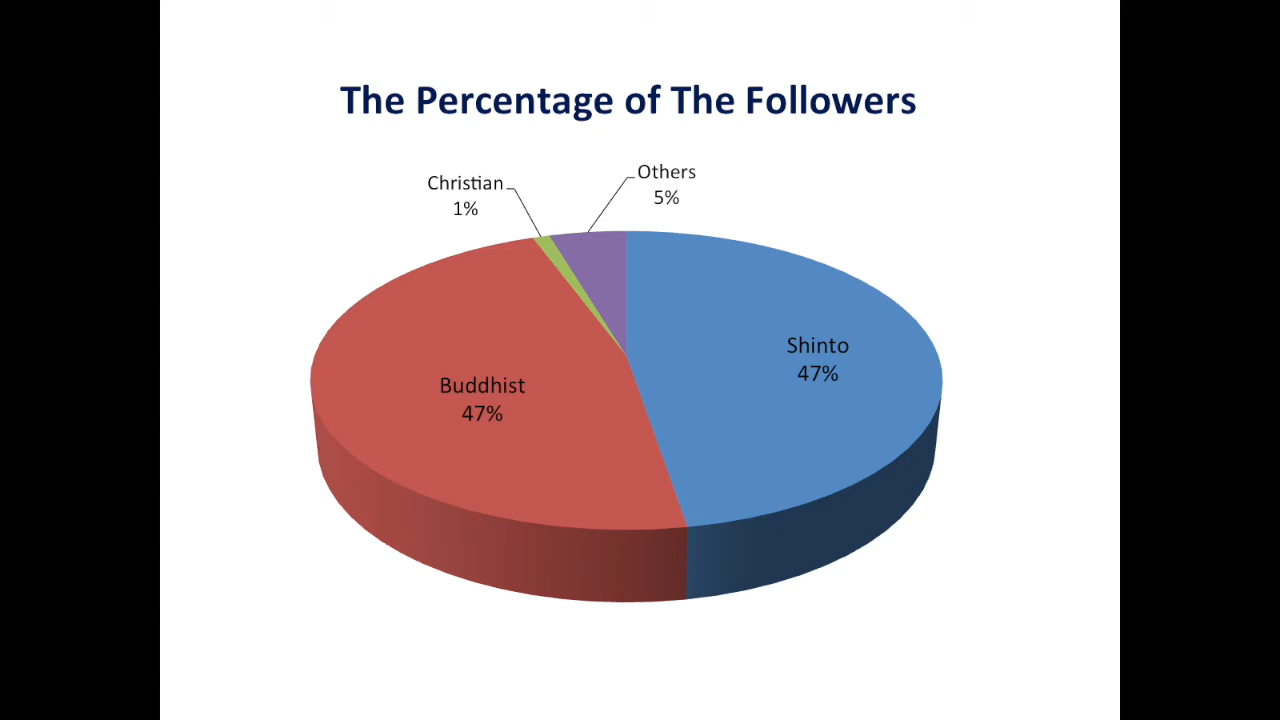 The Percentage of The Followers
Christian
1%
Others
5%
Shinto
47%
Buddhist
47%